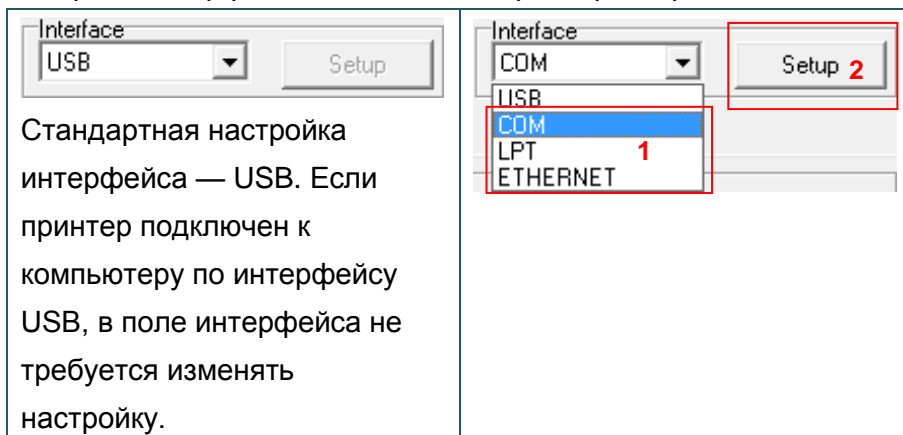 Interface
USB
Setup
Стандартная настройка
интерфейса — USB. Если
принтер подключен к
компьютеру по интерфейсу
USB, в поле интерфейса не
требуется изменять
настройку.
Interface
COM
Setup 2
USB
COM
LPT 1
ETHERNET